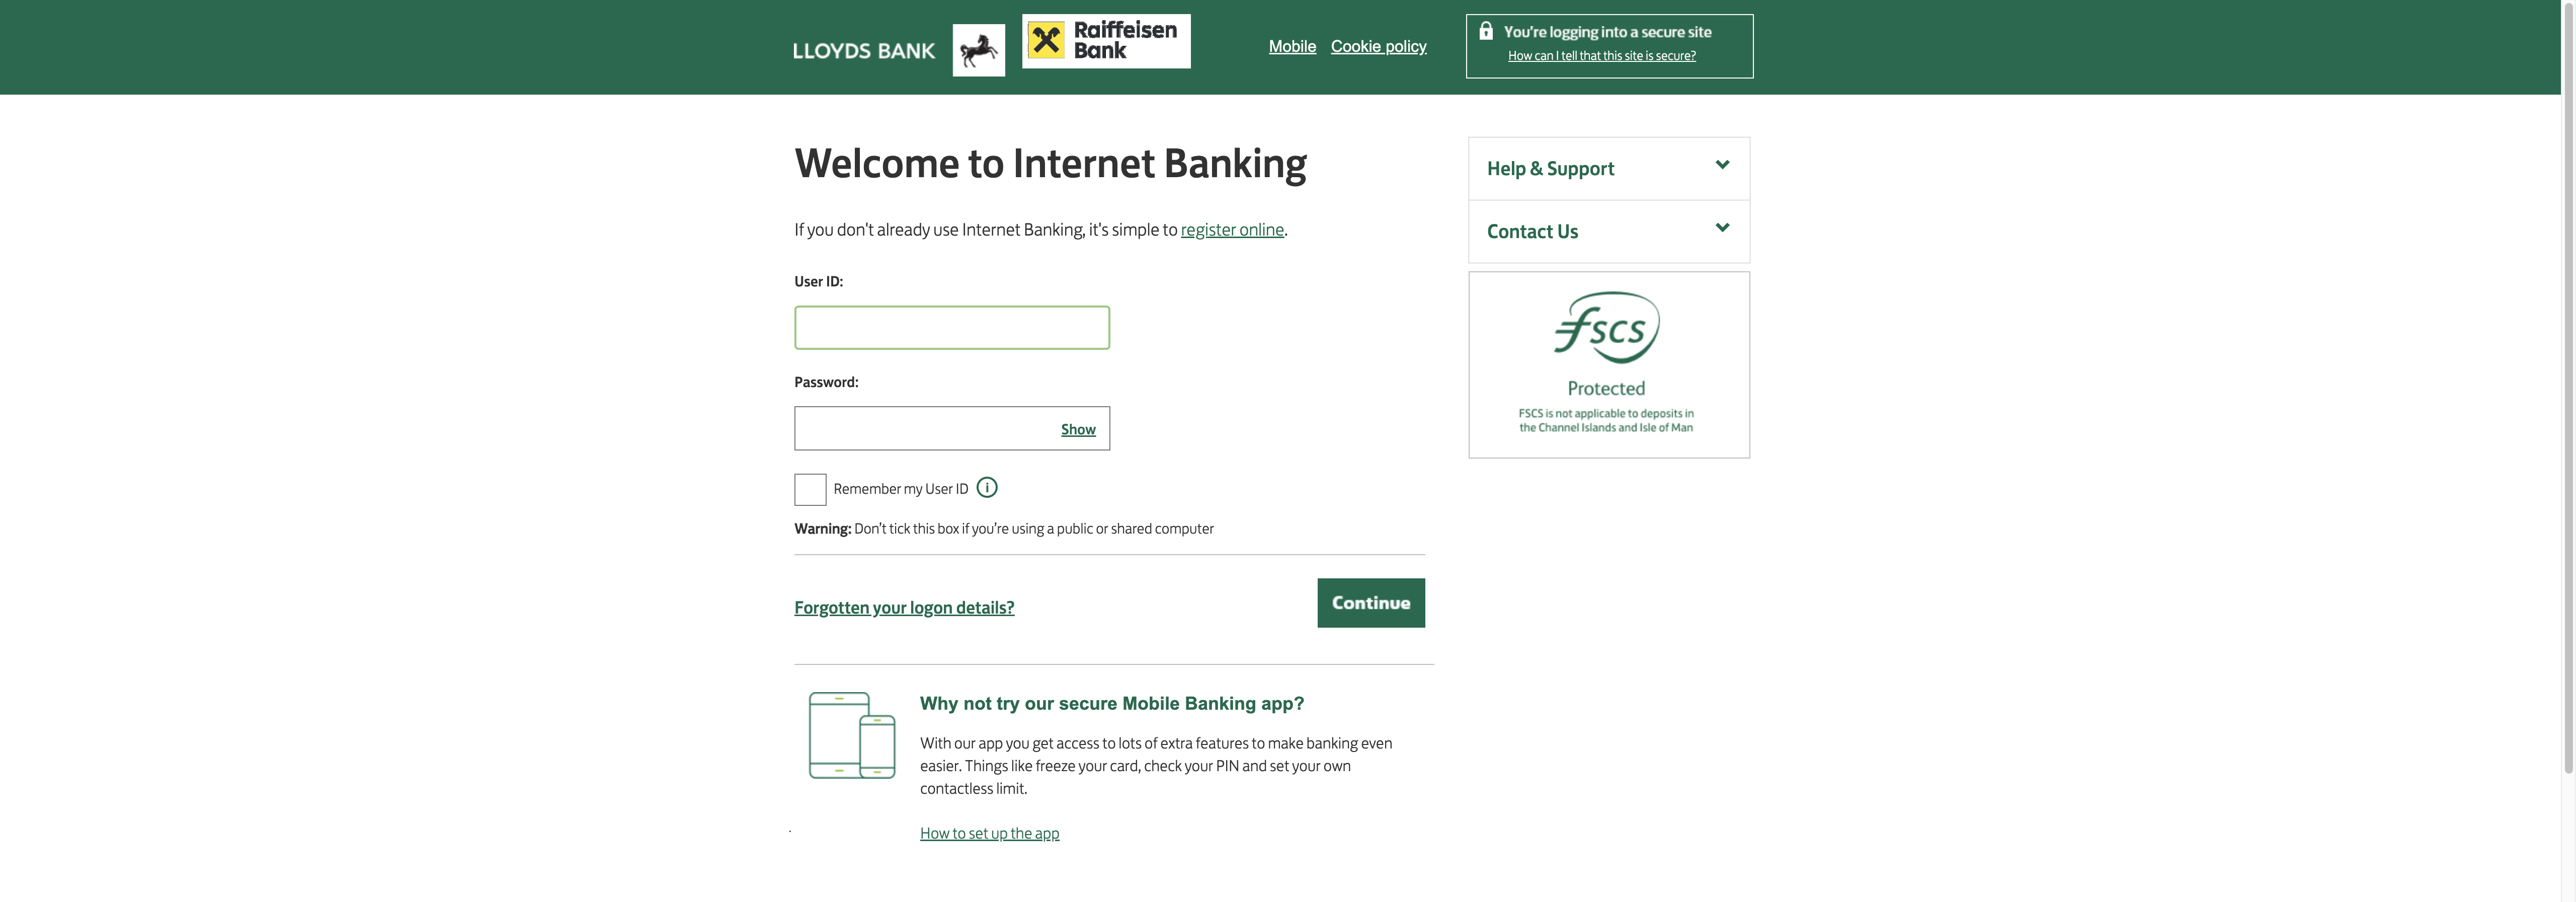 LLOYDS BANK
Raiffeisen
Bank
Mobile Cookie policy
You're logging into a secure site
How can I tell that this site is secure?
Welcome to Internet Banking
If you don't already use Internet Banking, it's simple to register online.
User ID:
Password:
Show
Remember my User ID
Warning: Don't tick this box if you're using a public or shared computer
Forgotten your logon details?
Continue
Why not try our secure Mobile Banking app?
With our app you get access to lots of extra features to make banking even
easier. Things like freeze your card, check your PIN and set your own
contactless limit.
How to set up the app
Help & Support
Contact Us
fscs
Protected
FSCS is not applicable to deposits in
the Channel Islands and Isle of Man